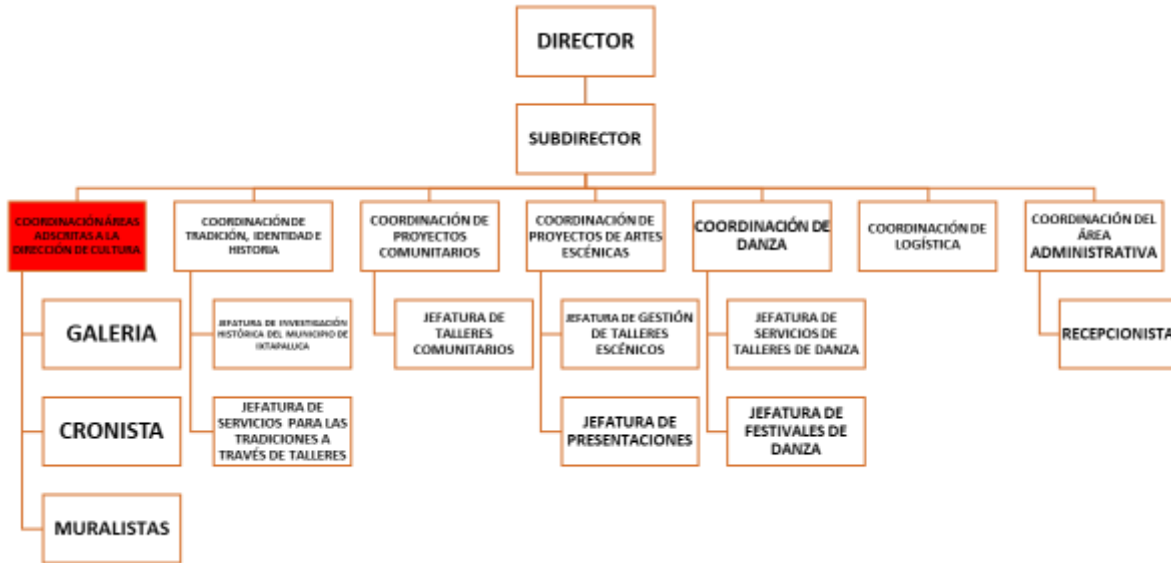 DIRECTOR
SUBDIRECTOR
COORDINACIÓN ÁREAS
ADSCRITAS A LA
DIRECCIÓN DE CULTURA
COORDINACIÓN DE
TRADICIÓN, IDENTIDAD E
HISTORIA
COORDINACIÓN DE
PROYECTOS
COMUNITARIOS
COORDINACIÓN DE
PROYECTOS DE ARTES
ESCÉNICAS
COORDINACIÓN DE
DANZA
COORDINACIÓN DE
LOGÍSTICA
COORDINACIÓN DEL
ÁREA
ADMINISTRATIVA
GALERIA
JEFATURA DE INVESTIGACIÓN
HISTÓRICA DEL MUNICIPIO DE
IXTAPALUCA
JEFATURA DE
TALLERES
COMUNITARIOS
JEFATURA DE GESTIÓN
DE TALLERES
ESCÉNICOS
JEFATURA DE
SERVICIOS DE
TALLERES DE DANZA
RECEPCIONISTA
CRONISTA
JEFATURA DE
SERVICIOS PARA LAS
TRADICIONES A
TRAVÉS DE TALLERES
JEFATURA DE
PRESENTACIONES
JEFATURA DE
FESTIVALES DE
DANZA
MURALISTAS